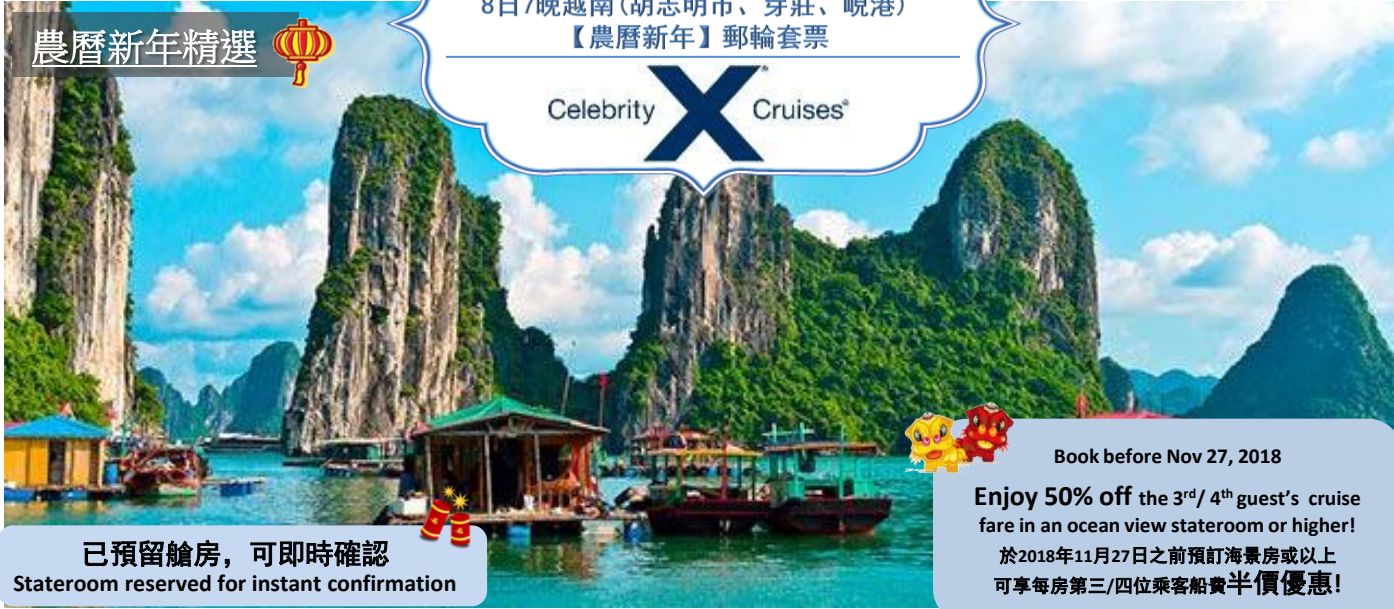 8日7晚越南(胡志明市、芽莊、峴港)
【農曆新年】郵輪套票
農曆新年精選
Celebrity X Cruises®
Book before Nov 27, 2018
Enjoy 50% off the 3rd/ 4th guest's cruise
fare in an ocean view stateroom or higher!
於2018年11月27日之前預訂海景房或以上
可享每房第三/四位乘客船費半價優惠!
已預留艙房，可即時確認
Stateroom reserved for instant confirmation